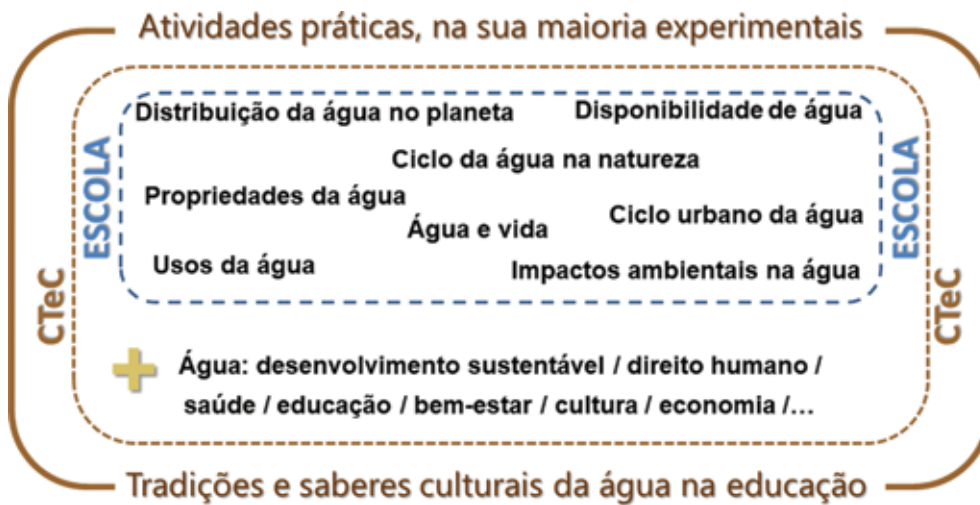 Atividades práticas, na sua maioria experimentais
Distribuição da água no planeta
Disponibilidade de água
Ciclo da água na natureza
Propriedades da água
Ciclo urbano da água
Água e vida
Usos da água
Impactos ambientais na água
ESCOLA
ESCOLA
CTeC
CTeC
+ Água: desenvolvimento sustentável / direito humano /
saúde / educação / bem-estar / cultura / economia /...
Tradições e saberes culturais da água na educação